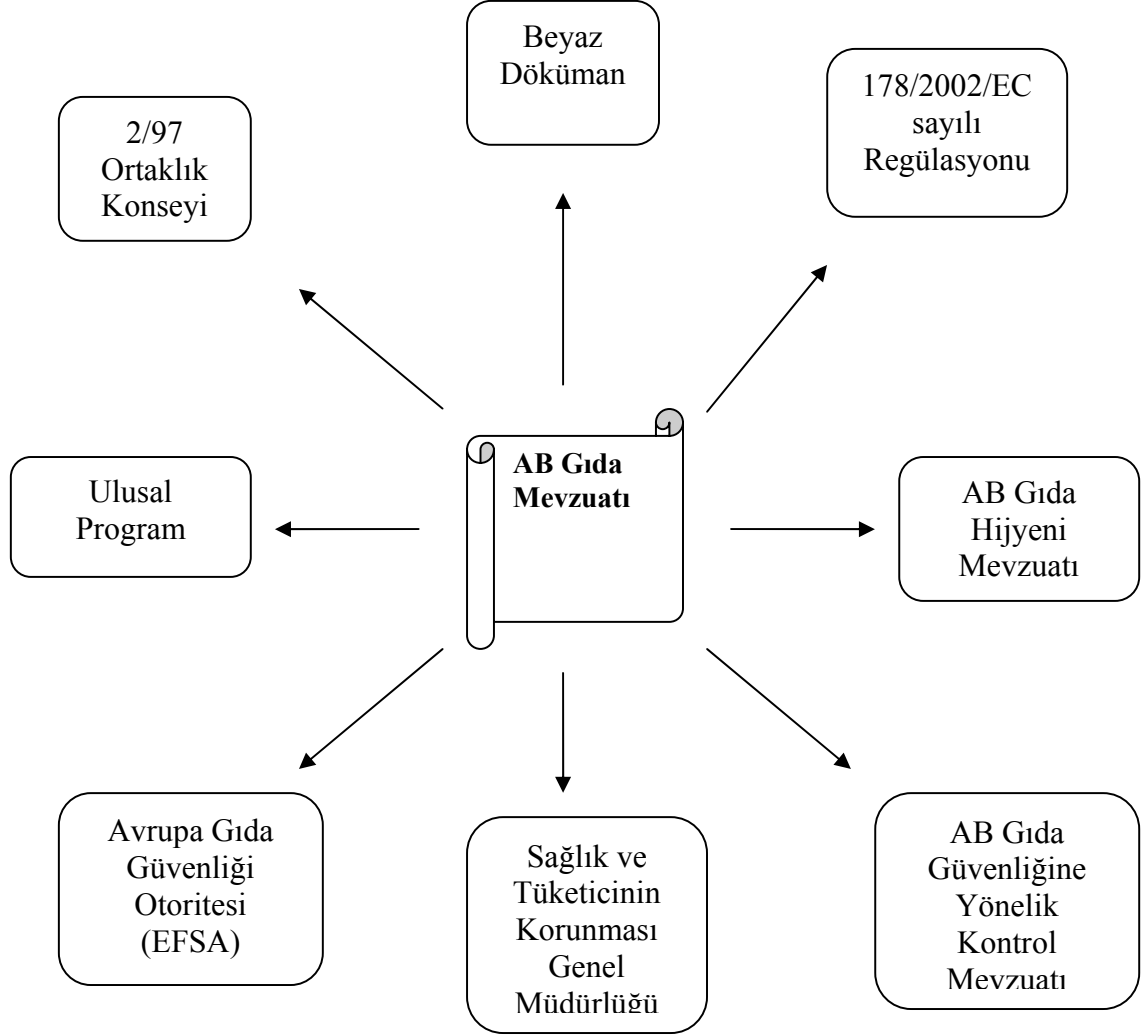 Beyaz
Döküman
178/2002/EC
sayılı
Regülasyonu
2/97
Ortaklık
Konseyi
AB Gıda
Mevzuatı
Ulusal
Program
AB Gıda
Hijyeni
Mevzuatı
Avrupa Gıda
Güvenliği
Otoritesi
(EFSA)
Sağlık ve
Tüketicinin
Korunması
Genel
Müdürlüğü
AB Gıda
Güvenliğine
Yönelik
Kontrol
Mevzuatı